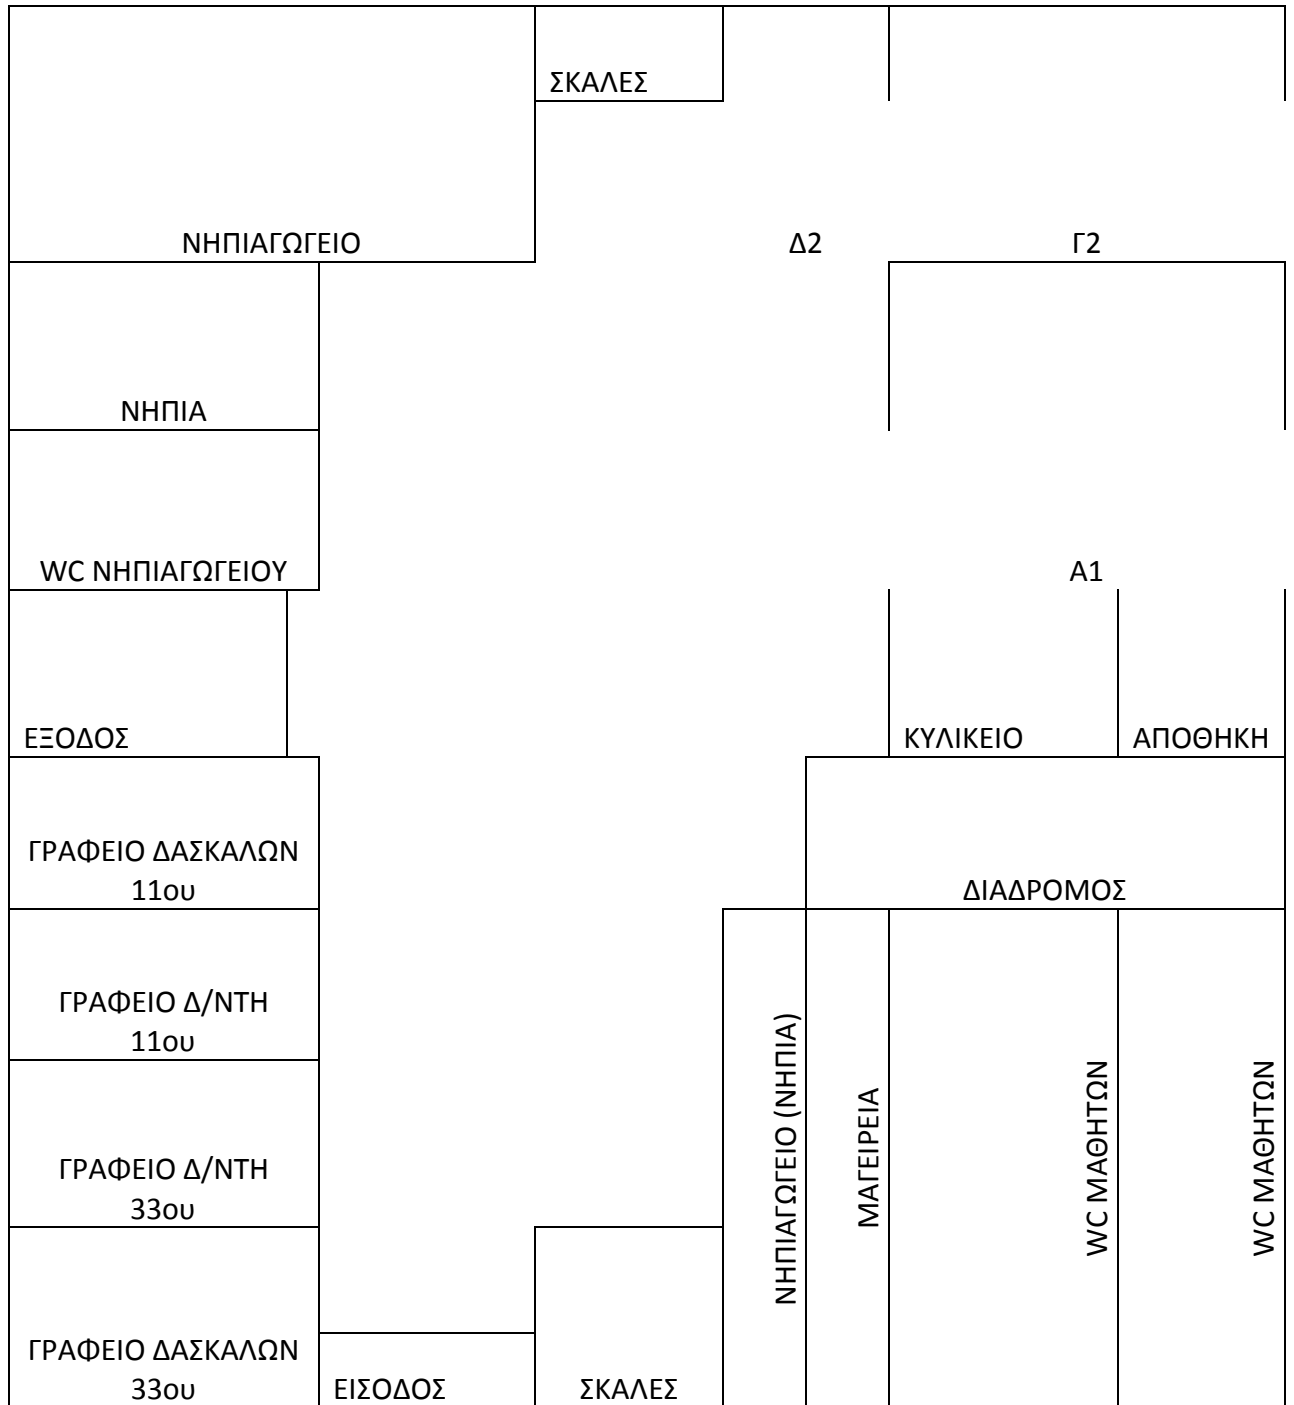 ΣΚΑΛΕΣ
ΝΗΠΙΑΓΩΓΕΙΟ
Δ2
Γ2
ΝΗΠΙΑ
WC ΝΗΠΙΑΓΩΓΕΙΟΥ
Α1
ΕΞΟΔΟΣ
ΚΥΛΙΚΕΙΟ
ΑΠΟΘΗΚΗ
ΓΡΑΦΕΙΟ ΔΑΣΚΑΛΩΝ
11ου
ΔΙΑΔΡΟΜΟΣ
ΓΡΑΦΕΙΟ Δ/ΝΤΗ
11ου
ΓΡΑΦΕΙΟ Δ/ΝΤΗ
33ου
ΝΗΠΙΑΓΩΓΕΙΟ (ΝΗΠΙΑ)
ΜΑΓΕΙΡΕΙΑ
WC ΜΑΘΗΤΩΝ
WC ΜΑΘΗΤΩΝ
ΓΡΑΦΕΙΟ ΔΑΣΚΑΛΩΝ
33ου
ΕΙΣΟΔΟΣ
ΣΚΑΛΕΣ